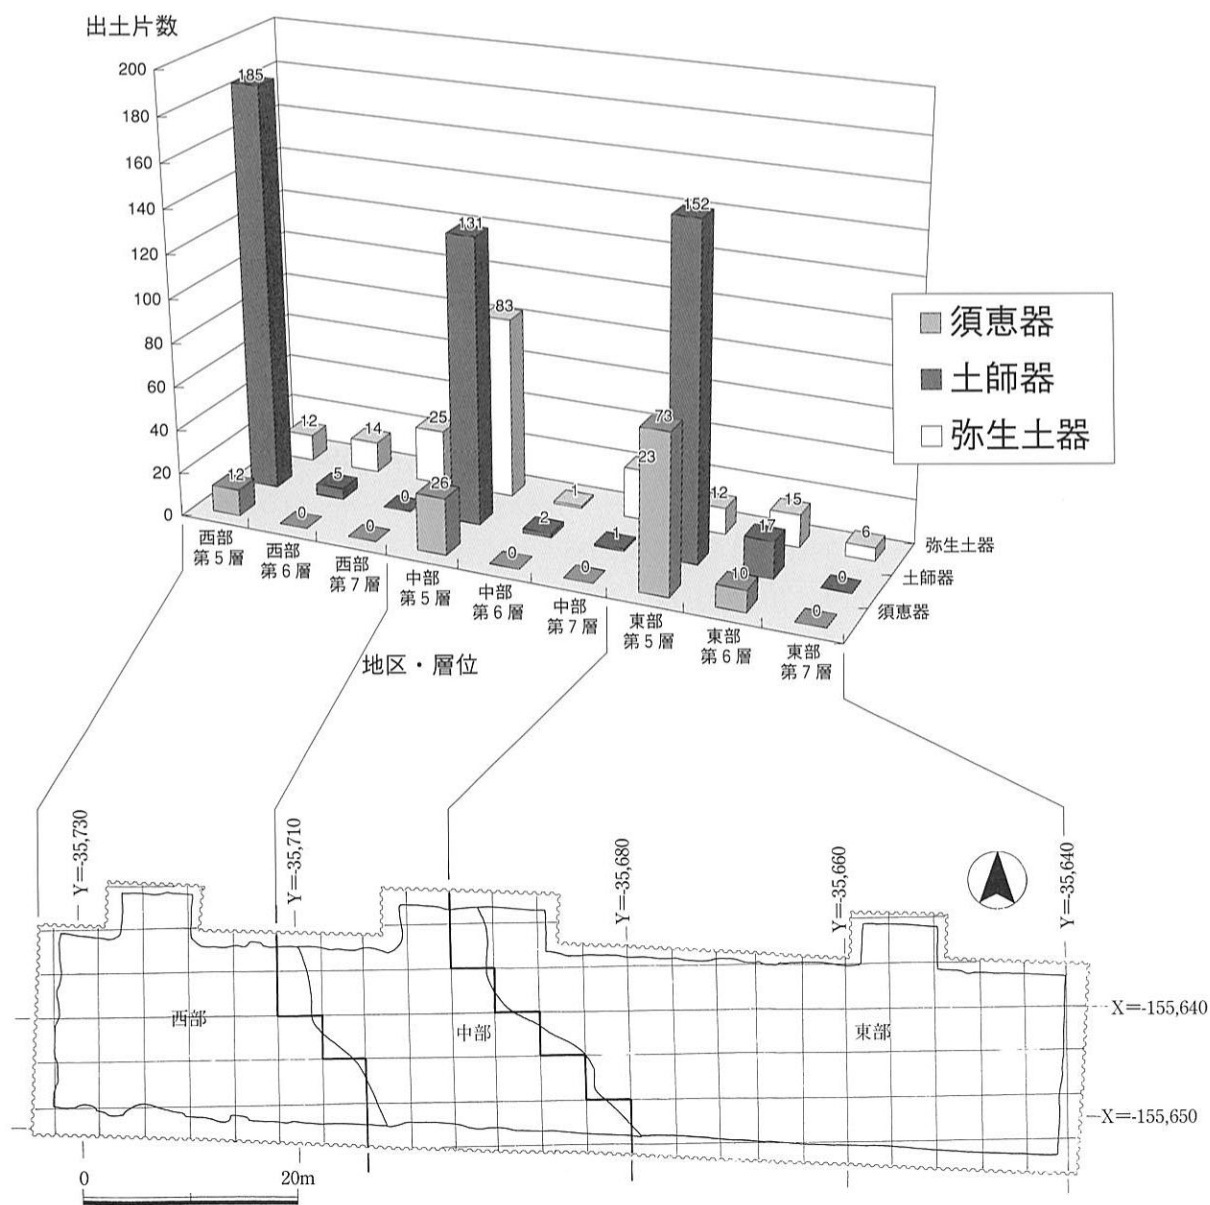 出土片数
200
180
160
140
120
100
80
60
40
20
0
185
131
152
83
12
14
25
1
23
12
15
6
5
0
2
1
17
0
12
0
0
26
0
0
73
10
0
須恵器
土師器
弥生土器
弥生土器
土師器
須恵器
西部
第5層
西部
第6層
西部
第7層
中部
第5層
中部
第6層
中部
第7層
東部
第5層
東部
第6層
東部
第7層
地区・層位
Y=-35,730
Y=-35,710
Y=-35,680
Y=-35,660
Y=-35,640
西部
中部
東部
X=-155,640
X=-155,650
0
20m